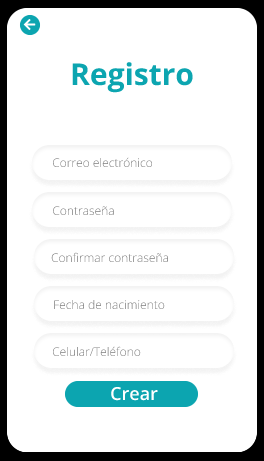 Registro
Correo electrónico
Contraseña
Confirmar contraseña
Fecha de nacimiento
Celular/Teléfono
Crear